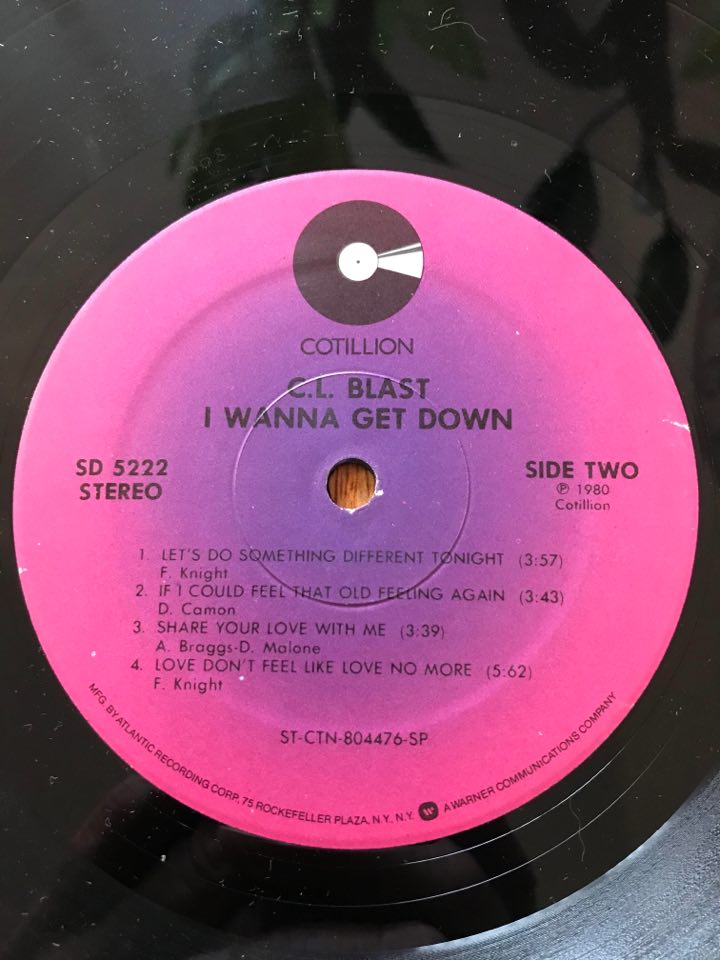 COTILLION
C.L. BLAST
I WANNA GET DOWN
SD 5222
STEREO
SIDE TWO
℗ 1980
Cotillion
1. LET'S DO SOMETHING DIFFERENT TONIGHT (3:57)
F. Knight
2. IF I COULD FEEL THAT OLD FEELING AGAIN (3:43)
D. Camon
3. SHARE YOUR LOVE WITH ME (3:39)
A. Braggs-D. Malone
4. LOVE DON'T FEEL LIKE LOVE NO MORE (5:62)
F. Knight
ST-CTN-804476-SP
MFG. BY ATLANTIC RECORDING CORP., 75 ROCKEFELLER PLAZA, N.Y., N.Y. A WARNER COMMUNICATIONS COMPANY